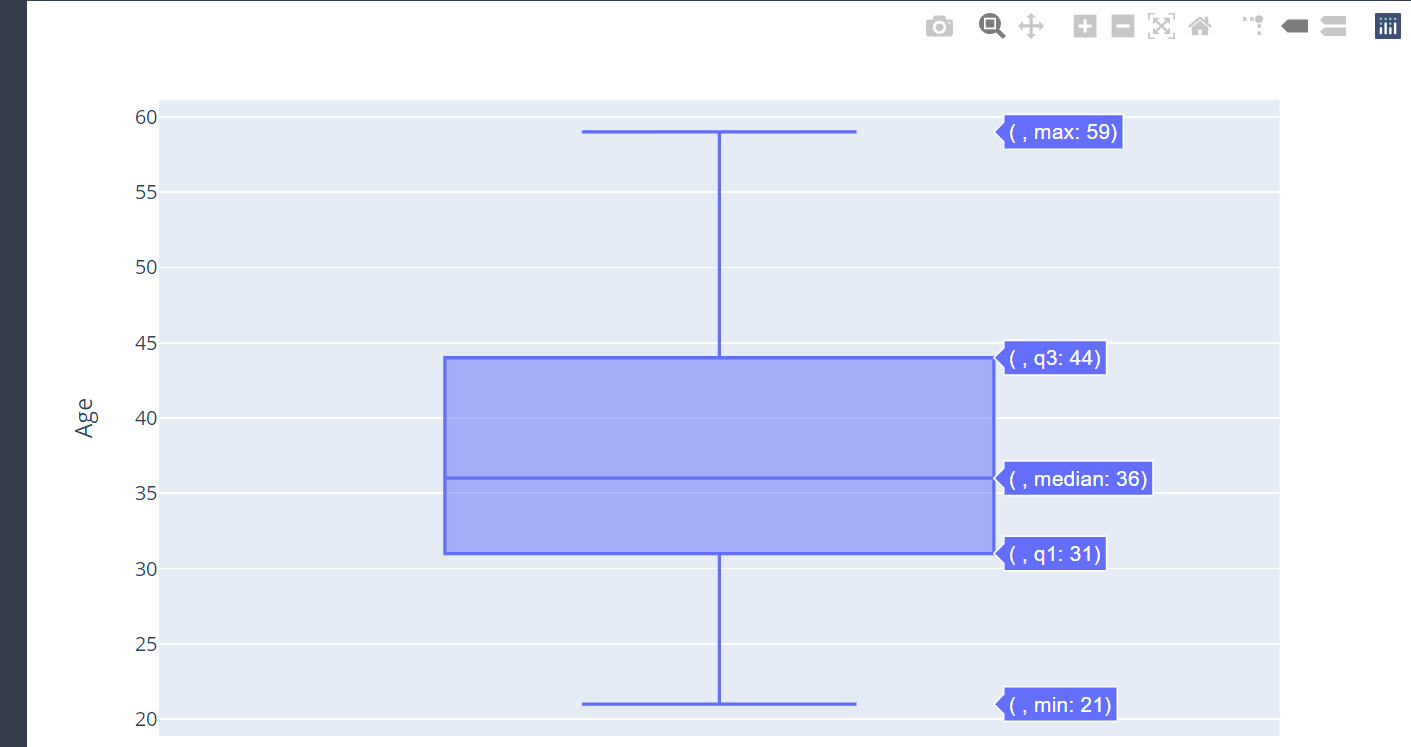 60
( , max: 59)
55
50
45
( , q3: 44)
Age
40
35
( , median: 36)
( , q1: 31)
30
25
( , min: 21)
20